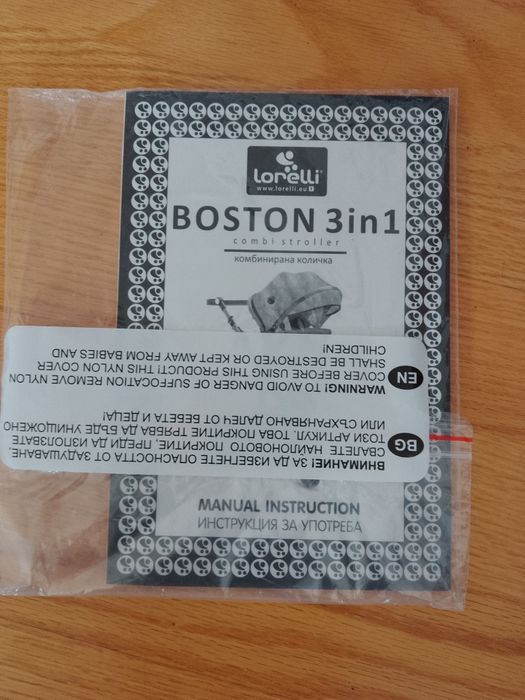 lorelli
www.lorelli.eu
BOSTON 3in1
combi stroller
комбинирана количка
MANUAL INSTRUCTION
ИНСТРУКЦИЯ ЗА УПОТРЕБА
BG
ВНИМАНИЕ! ЗА ДА ИЗБЕГНЕТЕ ОПАСНОСТТА ОТ ЗАДУШАВАНЕ,
СВАЛЕТЕ НАЙЛОНОВОТО ПОКРИТИЕ, ПРЕДИ ДА ИЗПОЛЗВАТЕ
ТОЗИ АРТИКУЛ. ТОВА ПОКРИТИЕ ТРЯБВА ДА БЪДЕ УНИЩОЖЕНО
ИЛИ СЪХРАНЯВАНО ДАЛЕЧ ОТ БЕБЕТА И ДЕЦА!
EN
WARNING! TO AVOID DANGER OF SUFFOCATION REMOVE NYLON
COVER BEFORE USING THIS PRODUCT! THIS NYLON COVER
SHALL BE DESTROYED OR KEPT AWAY FROM BABIES AND
CHILDREN!